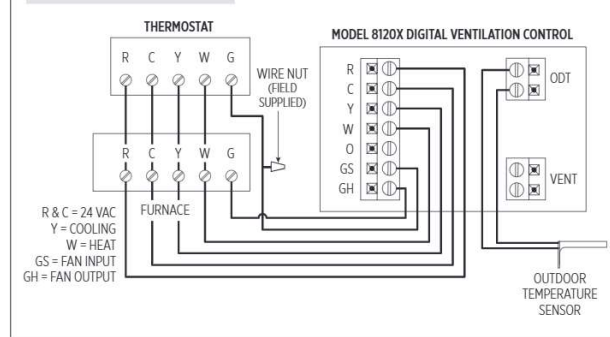 THERMOSTAT
R C Y W G
WIRE NUT
(FIELD
SUPPLIED)
R C Y W G
FURNACE
R & C = 24 VAC
Y = COOLING
W = HEAT
GS = FAN INPUT
GH = FAN OUTPUT
MODEL 8120X DIGITAL VENTILATION CONTROL
R
C
Y
W
O
GS
GH
ODT
VENT
OUTDOOR
TEMPERATURE
SENSOR